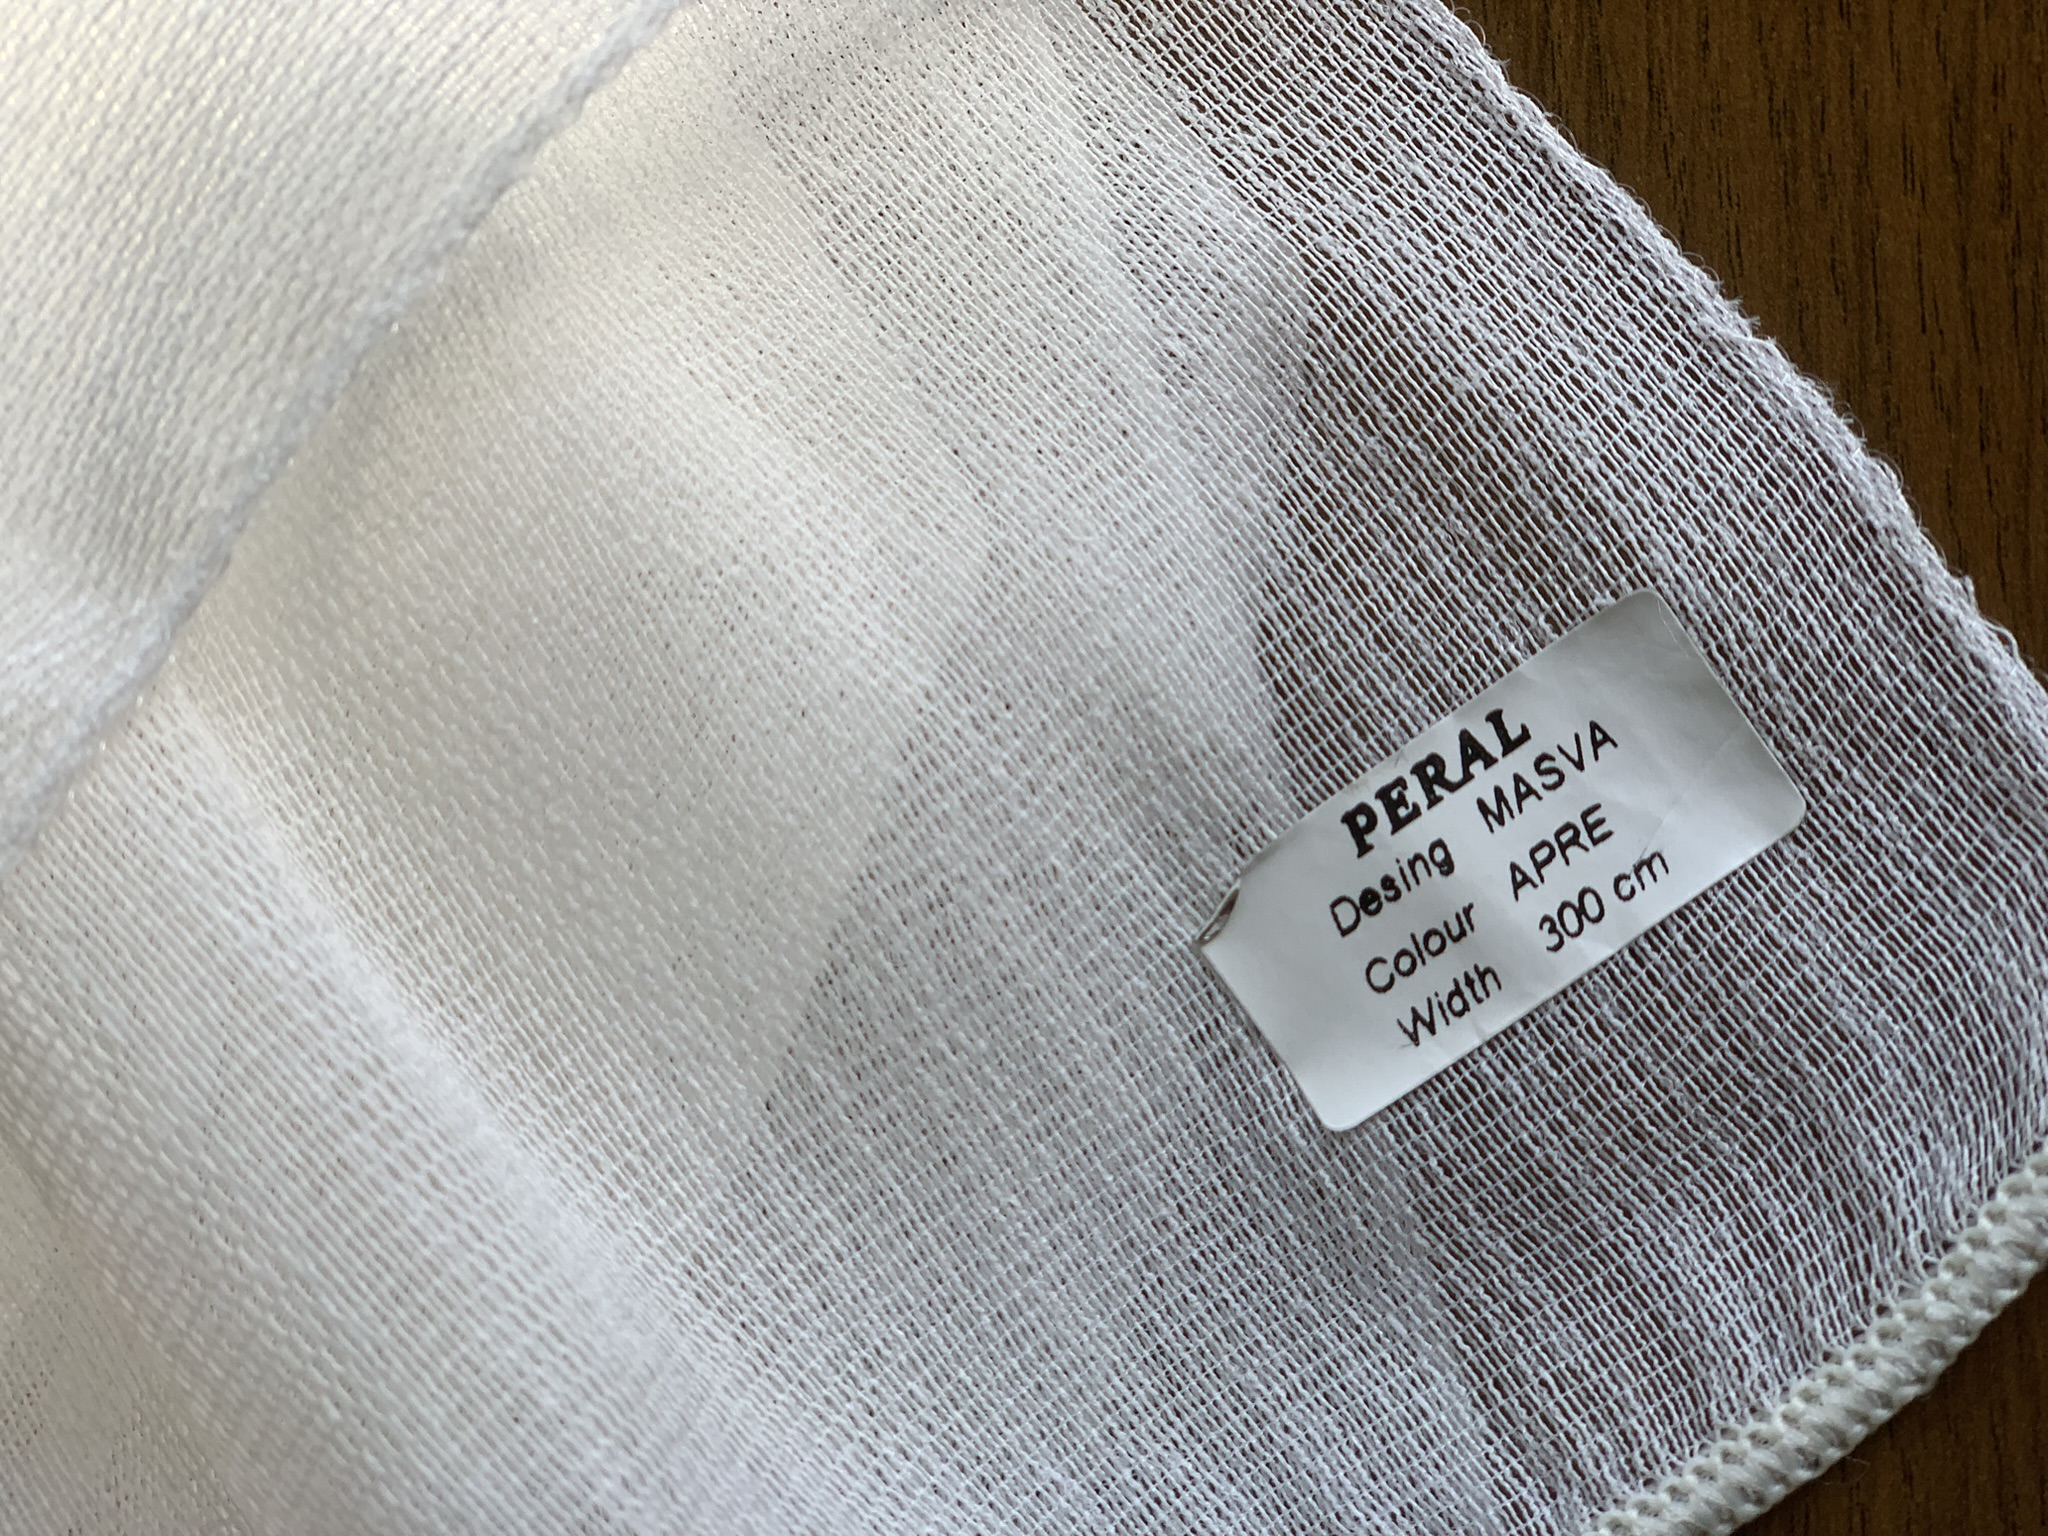 PERAL
Desing MASVA
Colour APRE
Width 300 cm